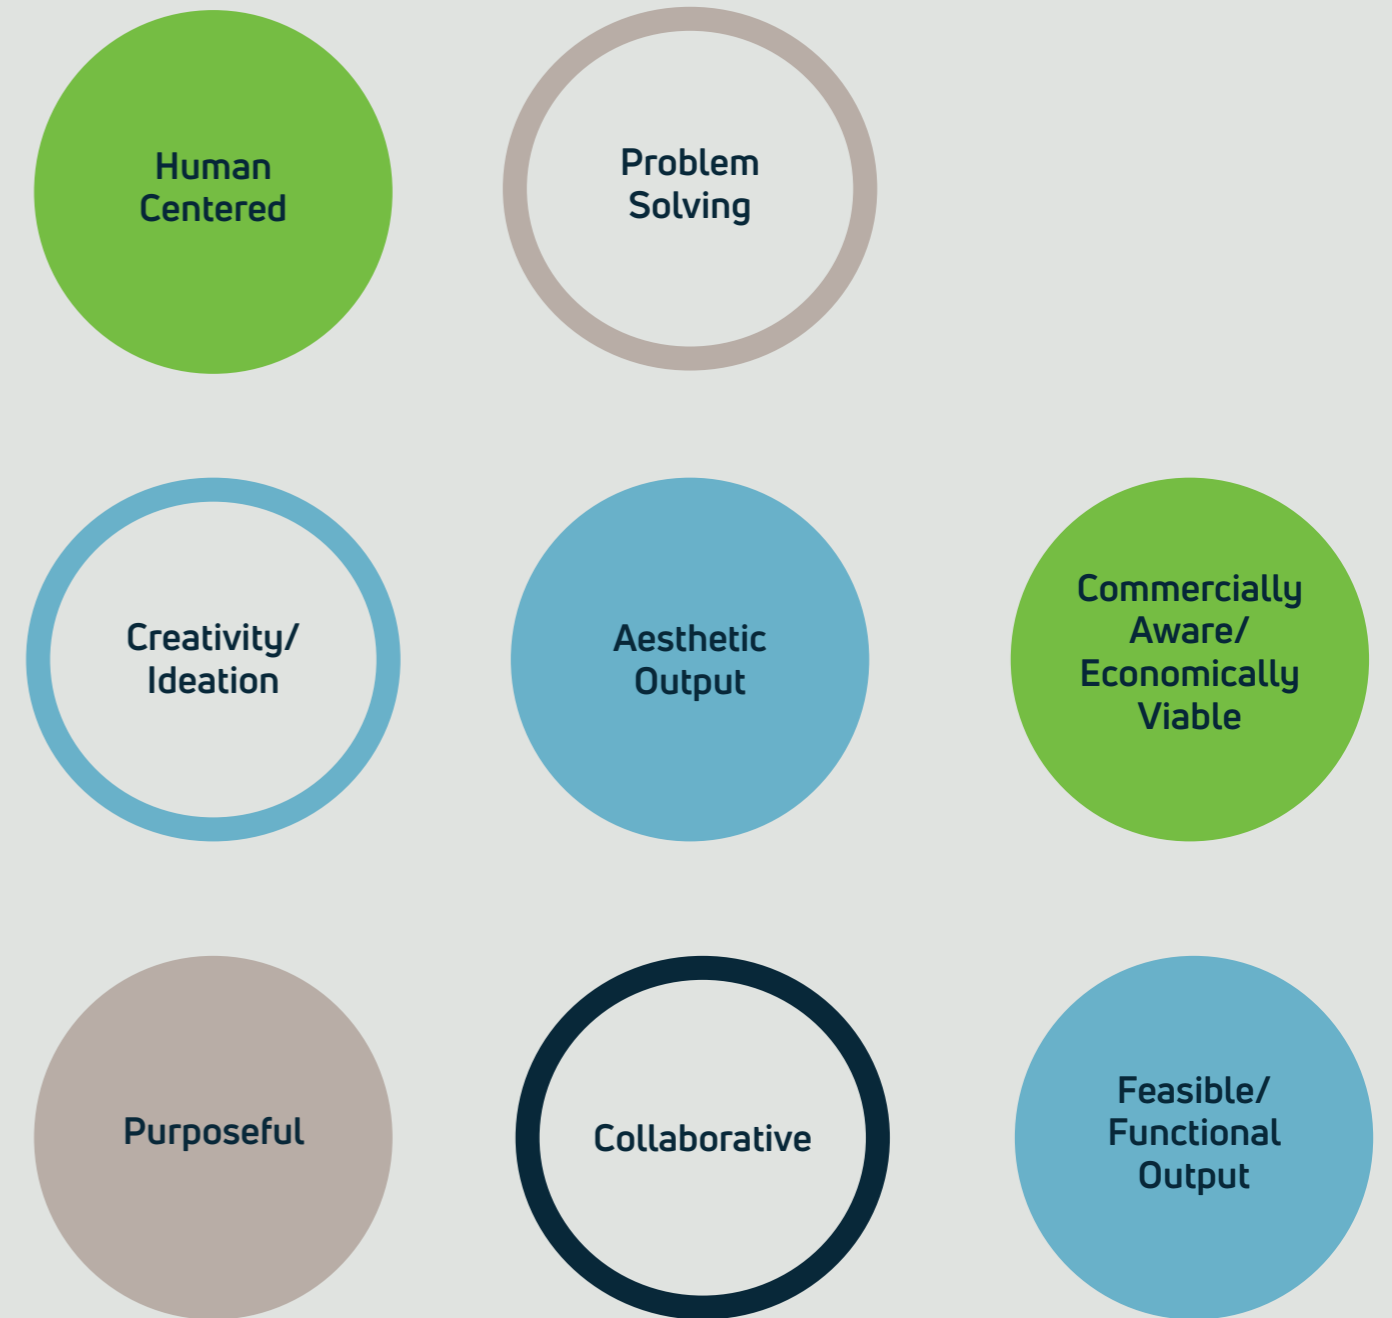 Human
Centered
Problem
Solving
Creativity/
Ideation
Aesthetic
Output
Commercially
Aware/
Economically
Viable
Purposeful
Collaborative
Feasible/
Functional
Output